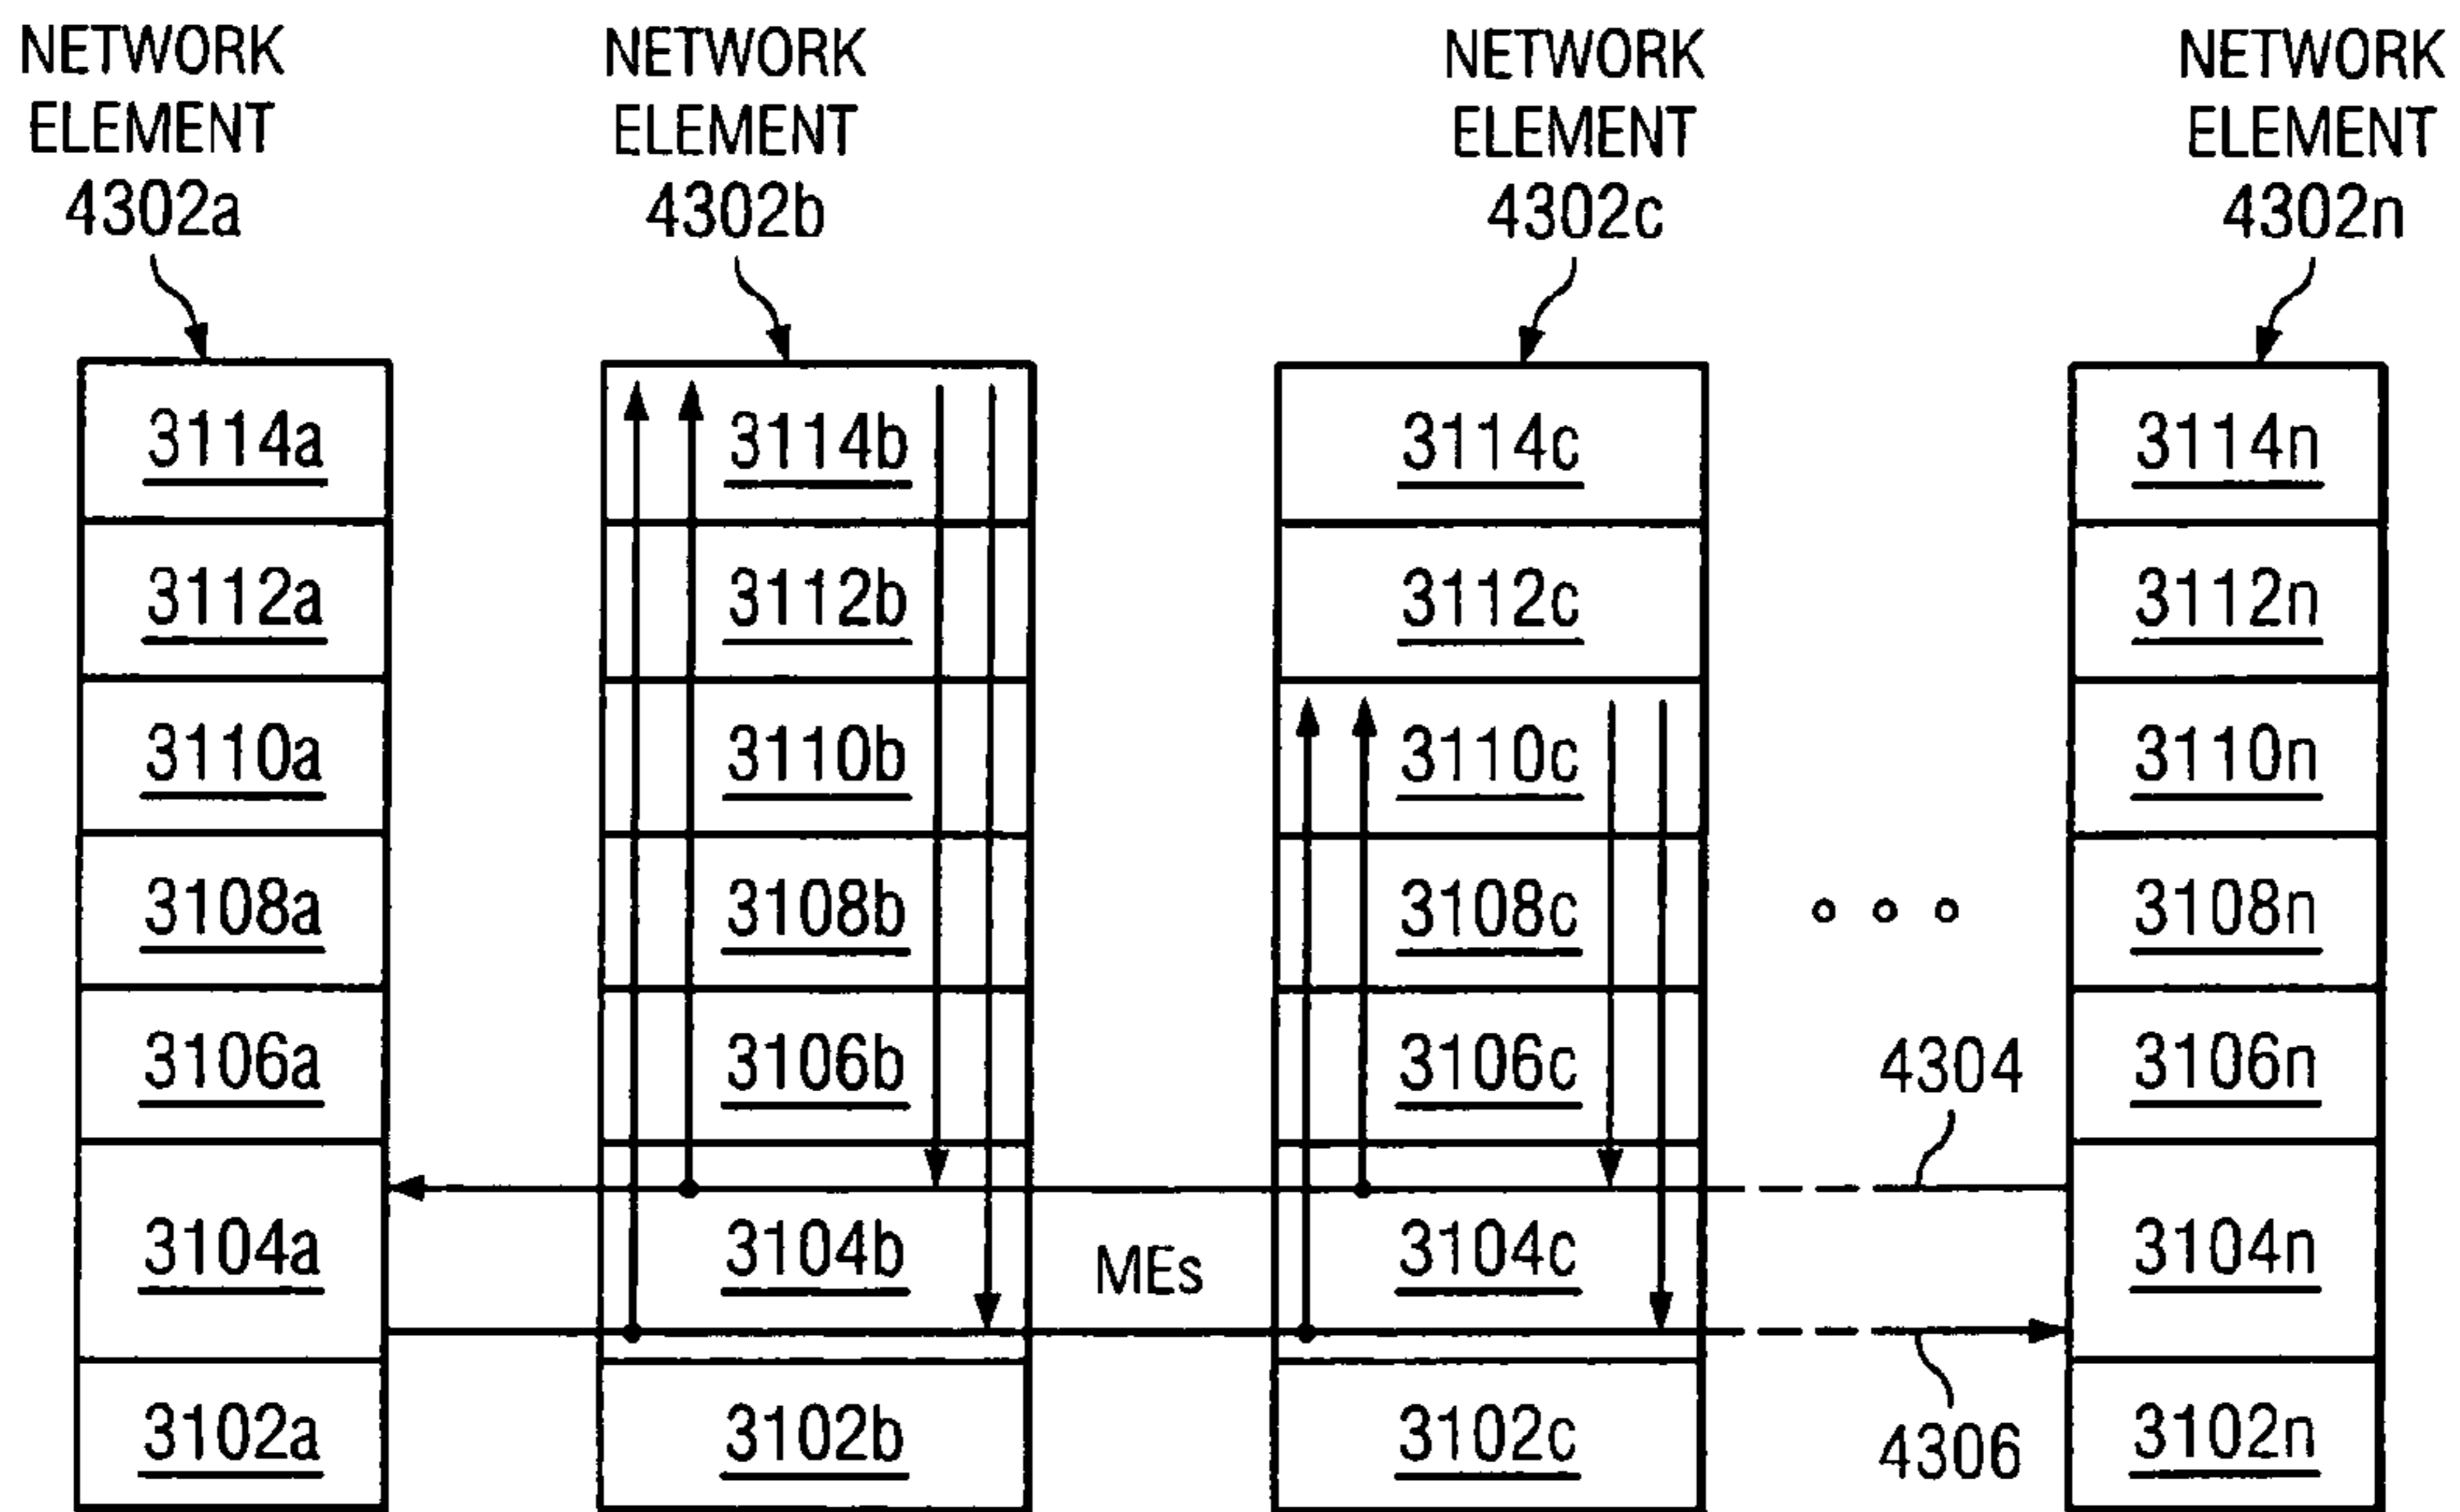 NETWORK
ELEMENT
4302a
NETWORK
ELEMENT
4302b
NETWORK
ELEMENT
4302c
NETWORK
ELEMENT
4302n
3114a
3114b
3114c
3114n
3112a
3112b
3112c
3112n
3110a
3110b
3110c
3110n
3108a
3108b
3108c
3108n
3106a
3106b
3106c
4304
3106n
3104a
3104b
MEs
3104c
3104n
3102a
3102b
3102c
4306
3102n